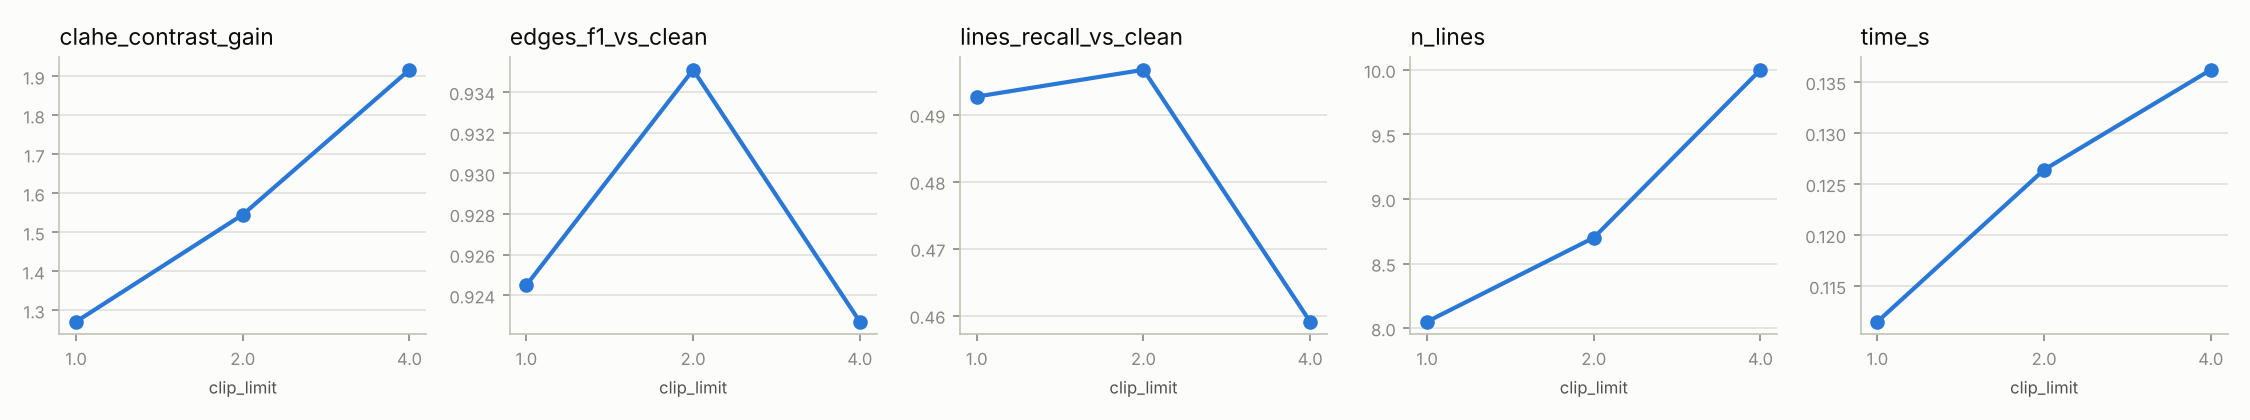 clahe_contrast_gain
1.9
1.8
1.7
1.6
1.5
1.4
1.3
1.0 2.0 4.0
clip_limit
edges_f1_vs_clean
0.934
0.932
0.930
0.928
0.926
0.924
1.0 2.0 4.0
clip_limit
lines_recall_vs_clean
0.49
0.48
0.47
0.46
1.0 2.0 4.0
clip_limit
n_lines
10.0
9.5
9.0
8.5
8.0
1.0 2.0 4.0
clip_limit
time_s
0.135
0.130
0.125
0.120
0.115
1.0 2.0 4.0
clip_limit